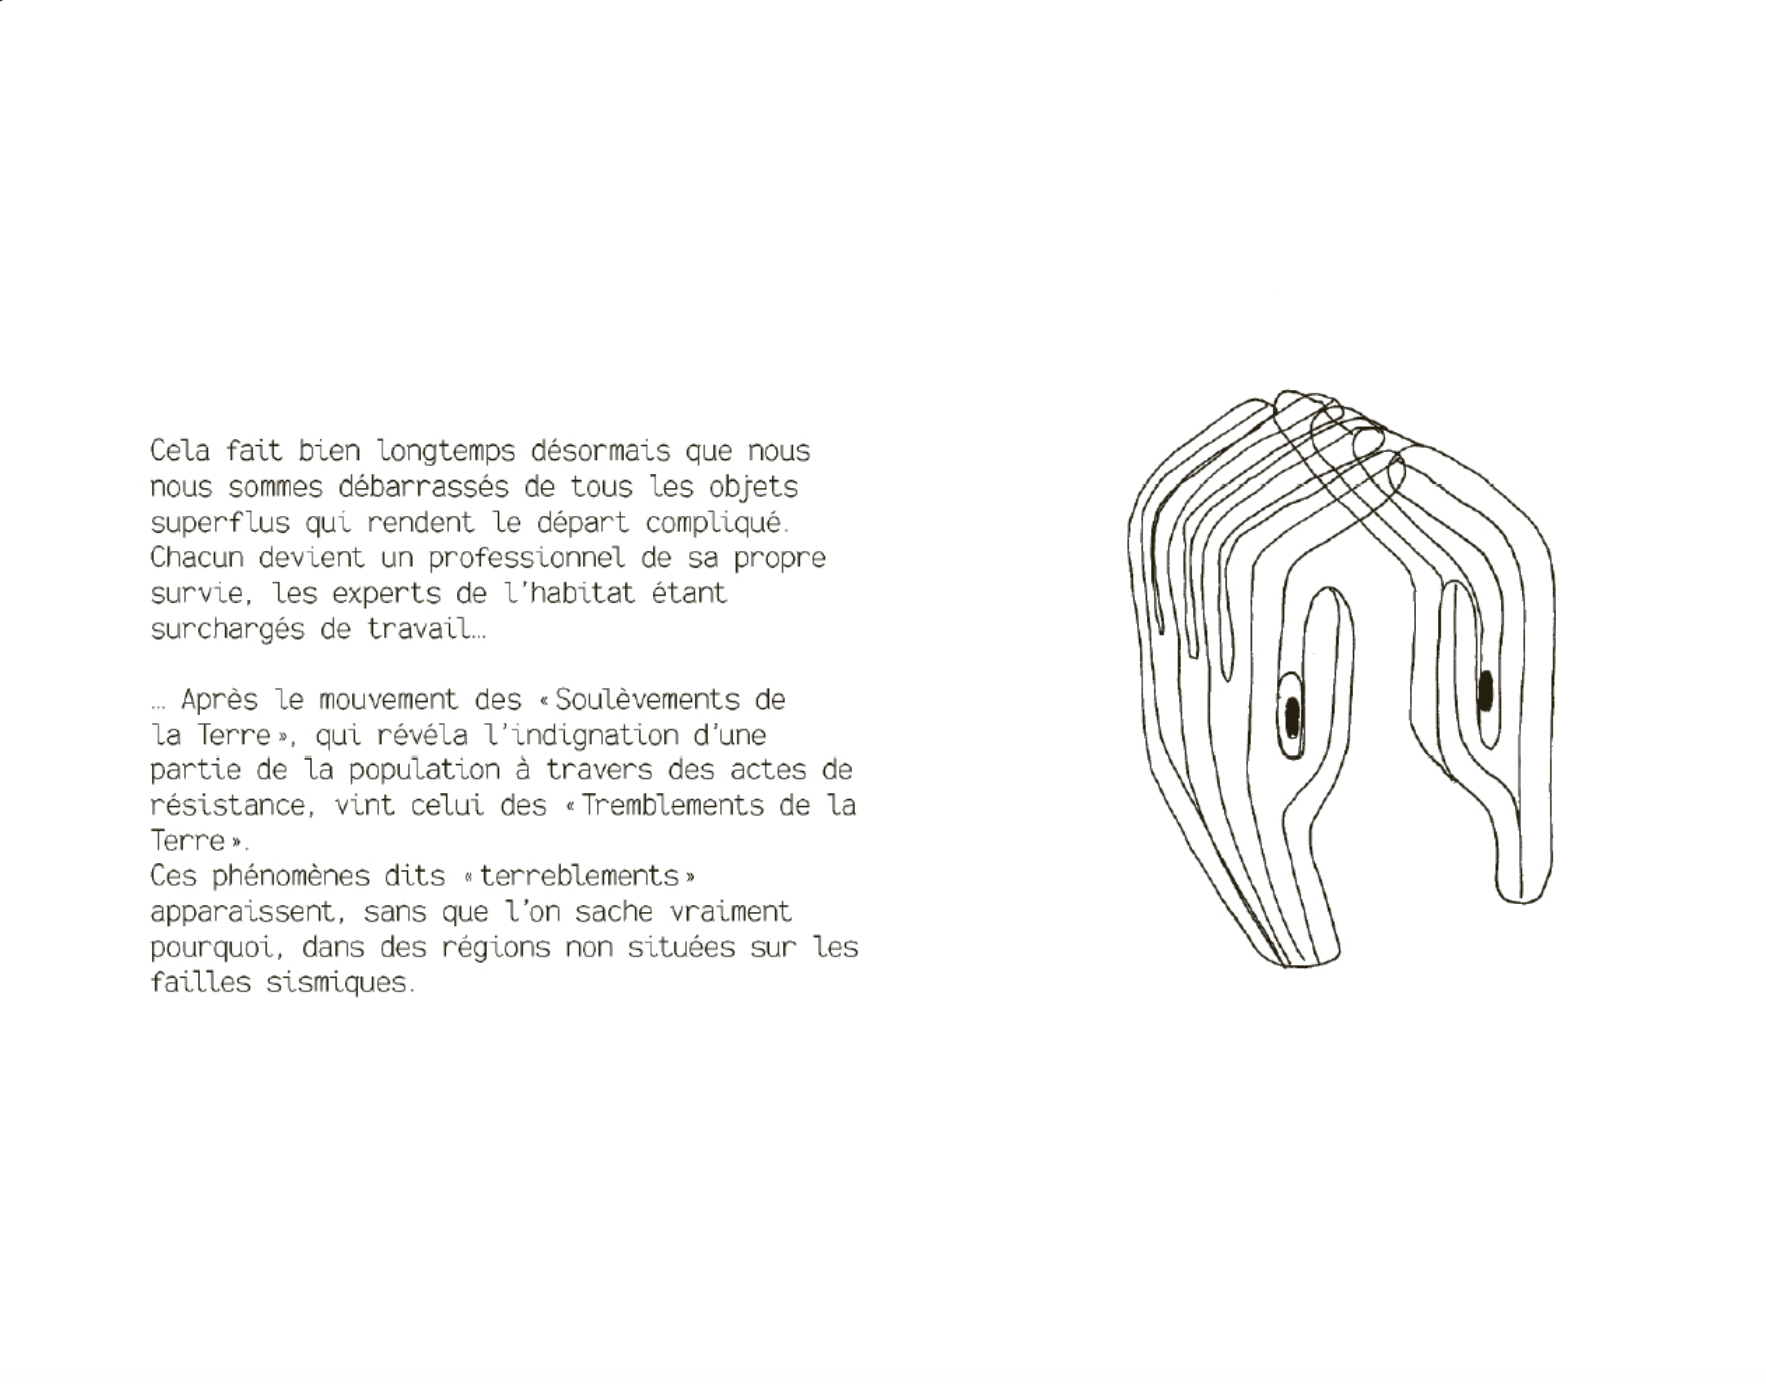 Cela fait bien longtemps désormais que nous
nous sommes débarrassés de tous les objets
superflus qui rendent le départ compliqué.
Chacun devient un professionnel de sa propre
survie, les experts de l'habitat étant
surchargés de travail…
… Après le mouvement des « Soulèvements de
la Terre », qui révéla l'indignation d'une
partie de la population à travers des actes de
résistance, vint celui des « Tremblements de la
Terre ».
Ces phénomènes dits « terreblements »
apparaissent, sans que l'on sache vraiment
pourquoi, dans des régions non situées sur les
failles sismiques.